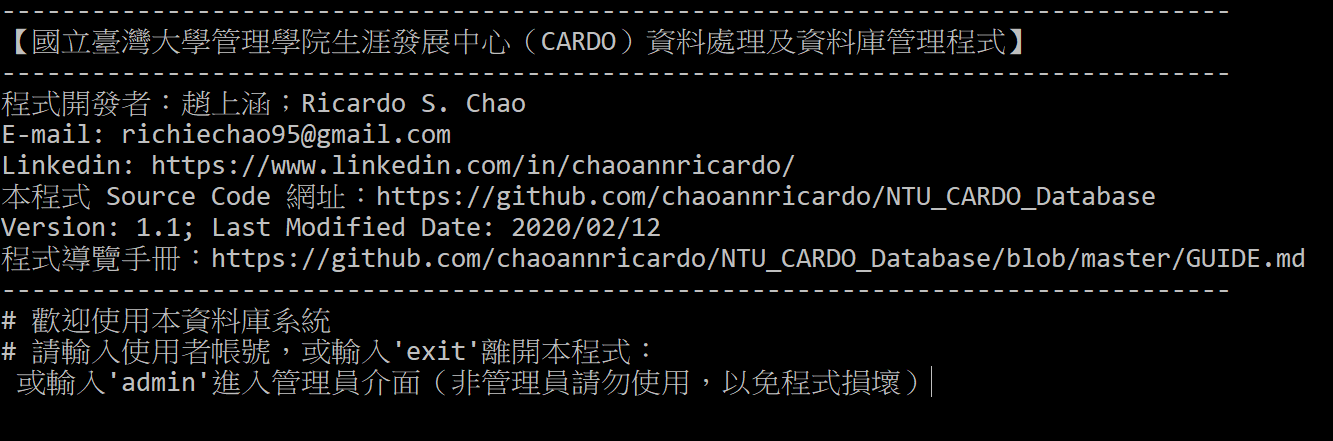 ----------------------------------------------------------------------------------
【國立臺灣大學管理學院生涯發展中心（CARDO）資料處理及資料庫管理程式】
----------------------------------------------------------------------------------
程式開發者：趙上涵；Ricardo S. Chao
E-mail: richiechao95@gmail.com
Linkedin: https://www.linkedin.com/in/chaoannricardo/
本程式 Source Code 網址：https://github.com/chaoannricardo/NTU_CARDO_Database
Version: 1.1; Last Modified Date: 2020/02/12
程式導覽手冊：https://github.com/chaoannricardo/NTU_CARDO_Database/blob/master/GUIDE.md
----------------------------------------------------------------------------------
# 歡迎使用本資料庫系統
# 請輸入使用者帳號，或輸入'exit'離開本程式：
 或輸入'admin'進入管理員介面（非管理員請勿使用，以免程式損壞）